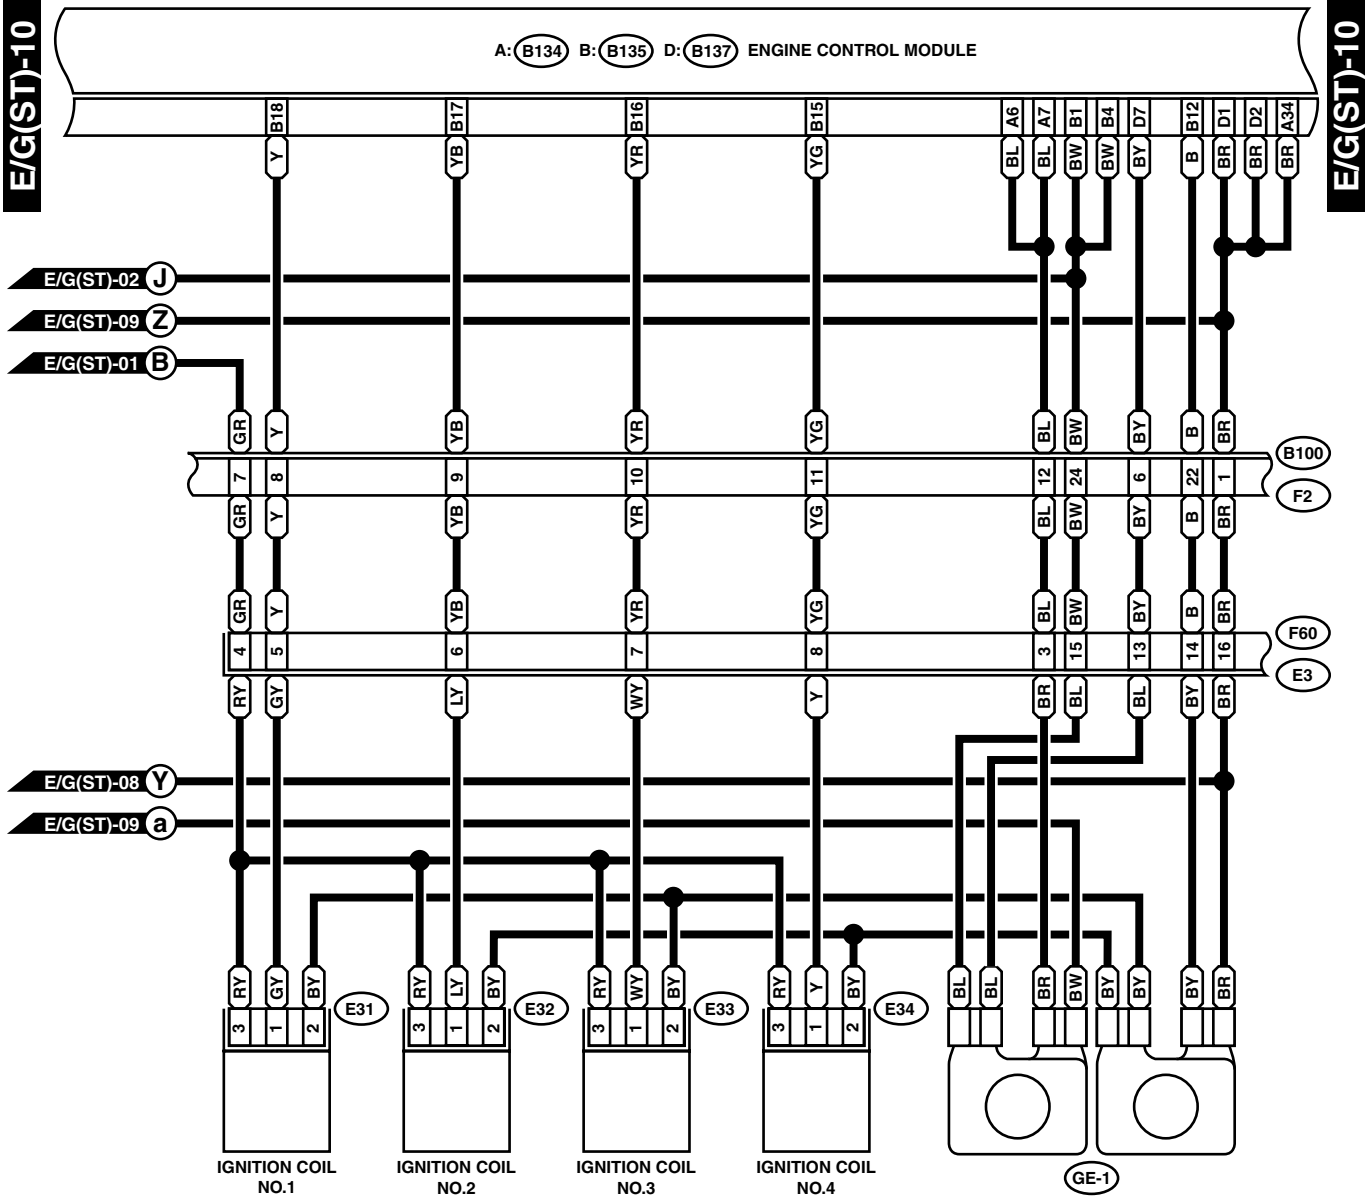 E/G(ST)-10
E/G(ST)-10
A: B134 B: B135 D: B137 ENGINE CONTROL MODULE
B18 B17 B16 B15 A6 A7 B1 B4 D7 B12 D1 D2 A34
Y YB YR YG BL BL BW BW BY B BR BR BR
E/G(ST)-02 J
E/G(ST)-09 Z
E/G(ST)-01 B
GR Y YB YR YG BL BW BY B BR
B100
7 8 9 10 11 12 24 6 22 1
F2
GR Y YB YR YG BL BW BY B BR
GR Y YB YR YG BL BW BY B BR
F60
4 5 6 7 8 3 15 13 14 16
E3
RY GY LY WY Y BR BL BL BY BR
E/G(ST)-08 Y
E/G(ST)-09 a
RY GY BY RY LY BY RY WY BY RY Y BY BL BL BR BW BY BY BY BR
E31 E32 E33 E34
3 1 2 3 1 2 3 1 2 3 1 2
IGNITION COIL
NO.1
IGNITION COIL
NO.2
IGNITION COIL
NO.3
IGNITION COIL
NO.4
GE-1